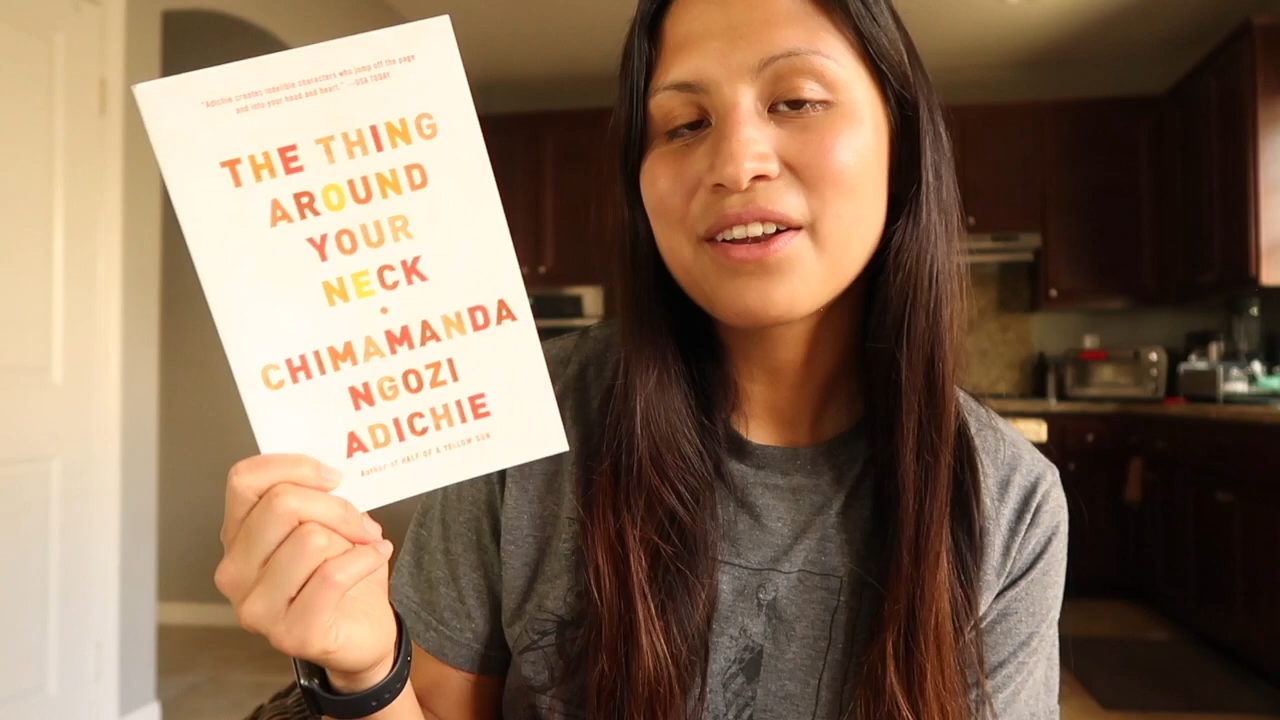 "Adichie creates indelible characters who jump off the page
and into your head and heart." —USA TODAY
THE THING
AROUND
YOUR
NECK
•
CHIMAMANDA
NGOZI
ADICHIE
Author of HALF OF A YELLOW SUN